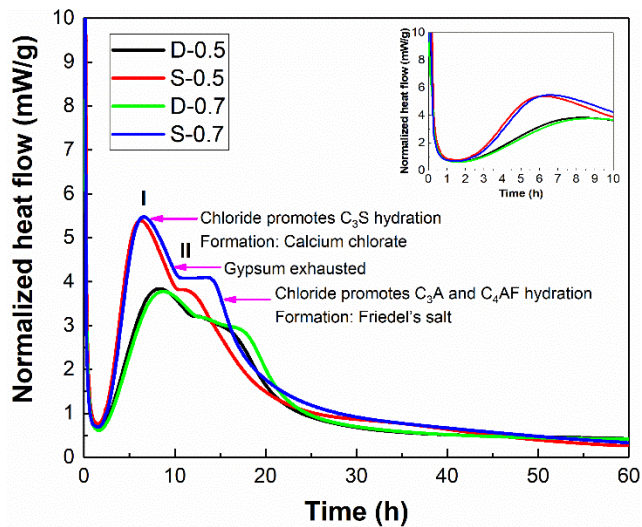 Normalized heat flow (mW/g)
10
9
8
7
6
5
4
3
2
1
0
D-0.5
S-0.5
D-0.7
S-0.7
Normalized heat flow (mW/g)
10
8
6
4
2
0
0 1 2 3 4 5 6 7 8 9 10
Time (h)
I
Chloride promotes C₃S hydration
Formation: Calcium chlorate
II
Gypsum exhausted
Chloride promotes C₃A and C₄AF hydration
Formation: Friedel's salt
0 10 20 30 40 50 60
Time (h)